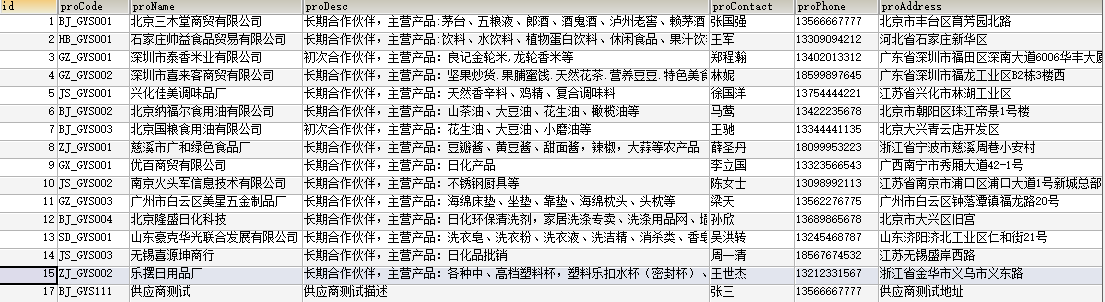 id proCode proName proDesc proContact proPhone proAddress
1 BJ_GYS001 北京三木堂商贸有限公司 长期合作伙伴，主营产品：茅台、五粮液、郎酒、酒鬼酒、泸州老窖、赖茅酒 张国强 13566667777 北京市丰台区育芳园北路
2 HB_GYS001 石家庄帅益食品贸易有限公司 长期合作伙伴，主营产品:饮料、水饮料、植物蛋白饮料、休闲食品、果汁饮 王军 13309094212 河北省石家庄新华区
3 GZ_GYS001 深圳市泰香米业有限公司 初次合作伙伴，主营产品：良记金轮米,龙轮香米等 郑程瀚 13402013312 广东省深圳市福田区深南大道6006华丰大厦
4 GZ_GYS002 深圳市喜来客商贸有限公司 长期合作伙伴，主营产品：坚果炒货.果脯蜜饯.天然花茶.营养豆豆.特色美食 林妮 18599897645 广东省深圳市福龙工业区B2栋3楼西
5 JS_GYS001 兴化佳美调味品厂 长期合作伙伴，主营产品：天然香辛料、鸡精、复合调味料 徐国洋 13754444221 江苏省兴化市林湖工业区
6 BJ_GYS002 北京纳福尔食用油有限公司 长期合作伙伴，主营产品：山茶油、大豆油、花生油、橄榄油等 马莺 13422235678 北京市朝阳区珠江帝景1号楼
7 BJ_GYS003 北京国粮食用油有限公司 初次合作伙伴，主营产品：花生油、大豆油、小磨油等 王驰 13344441135 北京大兴青云店开发区
8 ZJ_GYS001 慈溪市广和绿色食品厂 长期合作伙伴，主营产品：豆瓣酱、黄豆酱、甜面酱，辣椒，大蒜等农产品 薛圣丹 18099953223 浙江省宁波市慈溪周巷小安村
9 GX_GYS001 优百商贸有限公司 长期合作伙伴，主营产品：日化产品 李立国 13323566543 广西南宁市秀厢大道42-1号
10 JS_GYS002 南京火头军信息技术有限公司 长期合作伙伴，主营产品：不锈钢厨具等 陈女士 13098992113 江苏省南京市浦口区浦口大道1号新城总部
11 GZ_GYS003 广州市白云区美星五金制品厂 长期合作伙伴，主营产品：海绵床垫、坐垫、靠垫、海绵枕头、头枕等 梁天 13562276775 广州市白云区钟落潭镇福龙路20号
12 BJ_GYS004 北京隆盛日化科技 长期合作伙伴，主营产品：日化环保清洗剂，家居洗涤专卖、洗涤用品网、墙 孙欣 13689865678 北京市大兴区旧宫
13 SD_GYS001 山东豪克华光联合发展有限公司 长期合作伙伴，主营产品：洗衣皂、洗衣粉、洗衣液、洗洁精、消杀类、香皂 吴洪转 13245468787 山东济阳济北工业区仁和街21号
14 JS_GYS003 无锡喜源坤商行 长期合作伙伴，主营产品：日化品批销 周一清 18567674532 江苏无锡盛岸西路
15 ZJ_GYS002 乐摆日用品厂 长期合作伙伴，主营产品：各种中、高档塑料杯，塑料乐扣水杯（密封杯）、 王世杰 13212331567 浙江省金华市义乌市义东路
17 BJ_GYS111 供应商测试 供应商测试描述 张三 13566667777 供应商测试地址